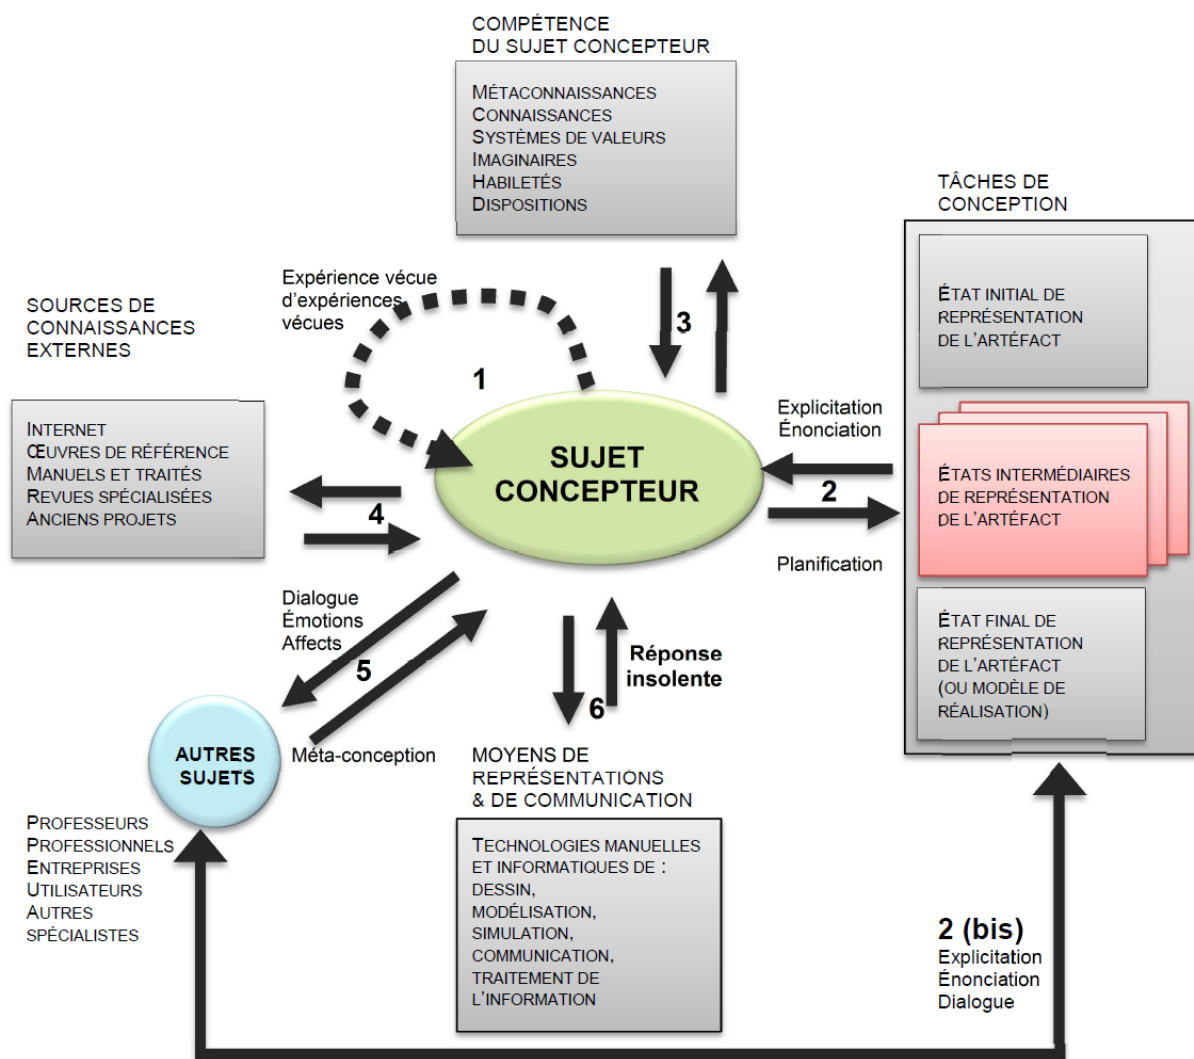 COMPÉTENCE
DU SUJET CONCEPTEUR
MÉTACONNAISSANCES
CONNAISSANCES
SYSTÈMES DE VALEURS
IMAGINAIRES
HABILETÉS
DISPOSITIONS
TÂCHES DE
CONCEPTION
ÉTAT INITIAL DE
REPRÉSENTATION
DE L'ARTÉFACT
ÉTATS INTERMÉDIAIRES
DE REPRÉSENTATION
DE L'ARTÉFACT
ÉTAT FINAL DE
REPRÉSENTATION
DE L'ARTÉFACT
(OU MODÈLE DE
RÉALISATION)
Expérience vécue
d'expériences
vécues
1
3
SOURCES DE
CONNAISSANCES
EXTERNES
INTERNET
ŒUVRES DE RÉFÉRENCE
MANUELS ET TRAITÉS
REVUES SPÉCIALISÉES
ANCIENS PROJETS
4
SUJET
CONCEPTEUR
Explicitation
Énonciation
2
Planification
Dialogue
Émotions
Affects
5
Méta-conception
Réponse
insolente
6
AUTRES
SUJETS
PROFESSEURS
PROFESSIONNELS
ENTREPRISES
UTILISATEURS
AUTRES
SPÉCIALISTES
MOYENS DE
REPRÉSENTATIONS
& DE COMMUNICATION
TECHNOLOGIES MANUELLES
ET INFORMATIQUES DE :
DESSIN,
MODÉLISATION,
SIMULATION,
COMMUNICATION,
TRAITEMENT DE
L'INFORMATION
2 (bis)
Explicitation
Énonciation
Dialogue